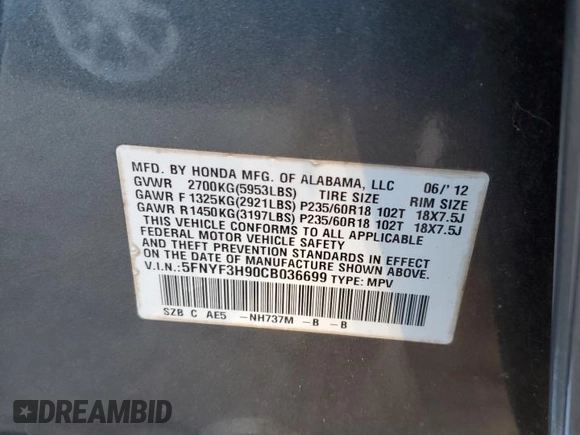 MFD. BY HONDA MFG. OF ALABAMA, LLC 06/'12
GVWR 2700KG(5953LBS) TIRE SIZE RIM SIZE
GAWR F 1325KG(2921LBS) P235/60R18 102T 18X7.5J
GAWR R 1450KG(3197LBS) P235/60R18 102T 18X7.5J
THIS VEHICLE CONFORMS TO ALL APPLICABLE
FEDERAL MOTOR VEHICLE SAFETY
AND THEFT PREVENTION STANDARDS IN EFFECT
ON THE DATE OF MANUFACTURE SHOWN ABOVE.
V.I.N.:5FNYF3H90CB036699 TYPE: MPV
SZB C AE5 -NH737M -B -B
DREAMBID